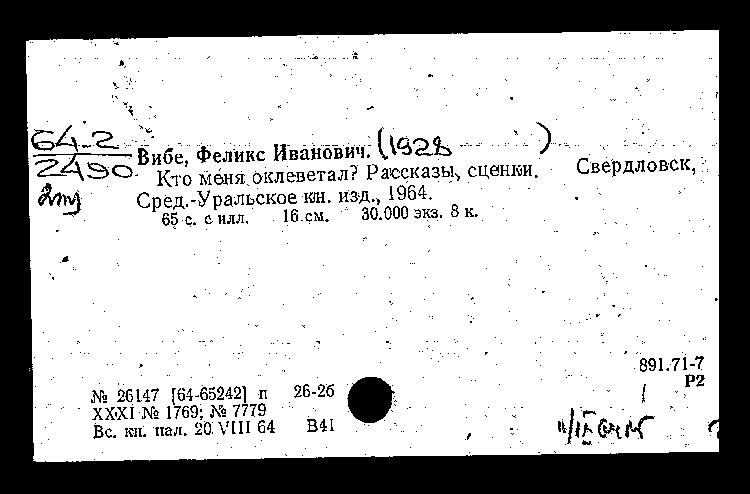 64-2
2490
2 экз
Вибе, Феликс Иванович. (1928 )
Кто меня оклеветал? Рассказы, сценки. Свердловск,
Сред.-Уральское кн. изд., 1964.
65 с. с илл. 16 см. 30.000 экз. 8 к.
891.71-7
Р2
№ 26147 [64-65242] п 26-26
XXXI № 1769; № 7779
Вс. кн. пал. 20 VIII 64 В41